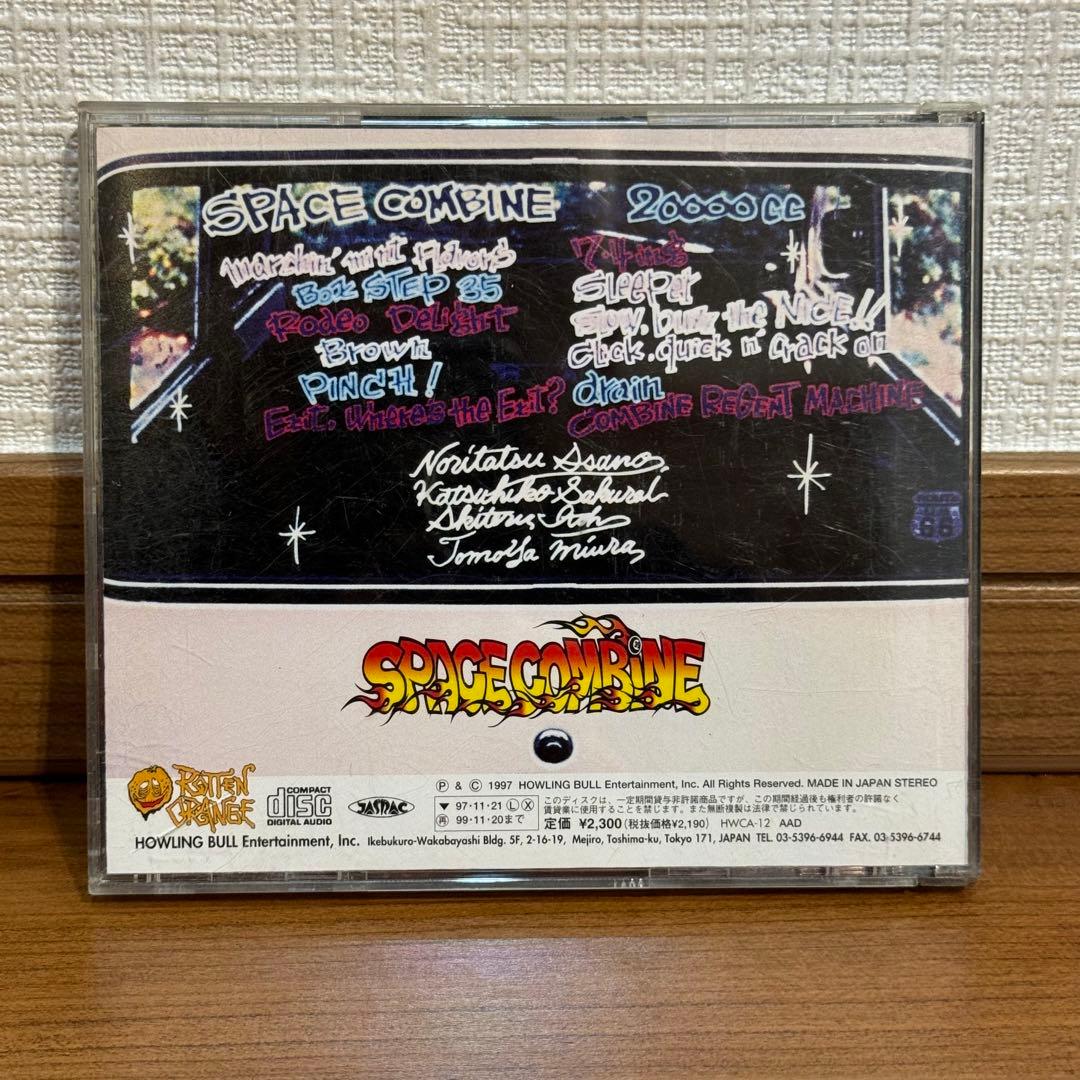 SPACE COMBINE
20000cc
mint Flavors
Box STEP 35
Rodeo Delight
Brown
PINCH!
Exit. Where's the Exit?
7.4 ins
Sleeper
Slow. burn the NICE!!
click. quick n' crack on
drain
COMBINE REGENT MACHINE
Noritatsu Asano
Katsuhiko Sakurai
Akiteru Itoh
Tomoya Miura
66
SPACE COMBiNE
ROTTEN ORANGE
COMPACT
disc
DIGITAL AUDIO
JASRAC
Ⓟ & Ⓒ 1997 HOWLING BULL Entertainment, Inc. All Rights Reserved. MADE IN JAPAN STEREO
▼ 97·11·21 Ⓛ Ⓧ
再 99·11·20まで
このディスクは、一定期間貸与非許諾商品ですが、この期間経過後も権利者の許諾なく
賃貸業に使用することを禁じます。また無断複製は法律で禁じられています。
定価 ¥2,300(税抜価格¥2,190) HWCA-12 AAD
HOWLING BULL Entertainment, Inc. Ikebukuro-Wakabayashi Bldg. 5F, 2-16-19, Mejiro, Toshima-ku, Tokyo 171, JAPAN TEL. 03-5396-6944 FAX. 03-5396-6744